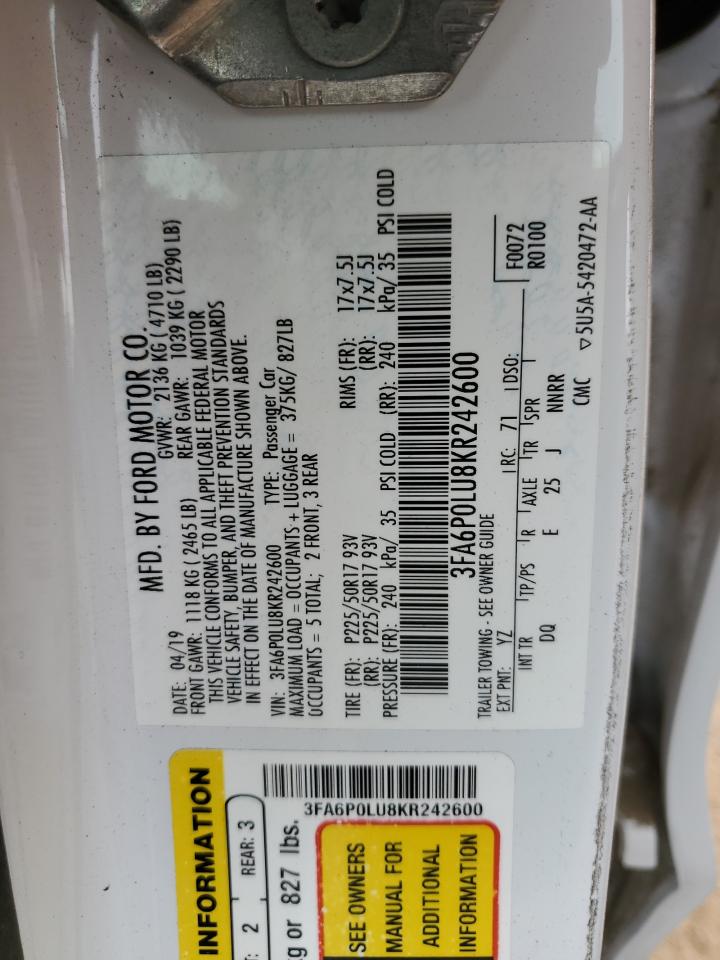 MFD. BY FORD MOTOR CO.
DATE: 04/19 GVWR: 2136 KG ( 4710 LB)
FRONT GAWR: 1118 KG ( 2465 LB) REAR GAWR: 1039 KG ( 2290 LB)
THIS VEHICLE CONFORMS TO ALL APPLICABLE FEDERAL MOTOR
VEHICLE SAFETY, BUMPER, AND THEFT PREVENTION STANDARDS
IN EFFECT ON THE DATE OF MANUFACTURE SHOWN ABOVE.
VIN: 3FA6P0LU8KR242600 TYPE: Passenger Car
MAXIMUM LOAD = OCCUPANTS + LUGGAGE = 375KG/ 827LB
OCCUPANTS = 5 TOTAL; 2 FRONT, 3 REAR
TIRE (FR): P225/50R17 93V RIMS (FR): 17x7.5J
(RR): P225/50R17 93V (RR): 17x7.5J
PRESSURE (FR): 240 kPa/ 35 PSI COLD (RR): 240 kPa/ 35 PSI COLD
3FA6P0LU8KR242600
TRAILER TOWING - SEE OWNER GUIDE
EXT PNT: YZ RC: 71 DSO: F0072
R0100
INT TR TP/PS R AXLE TR SPR
DQ E 25 J NNRR
CMC ▽5U5A-5420472-AA
INFORMATION
2 REAR: 3
kg or 827 lbs.
3FA6P0LU8KR242600
SEE OWNERS
MANUAL FOR
ADDITIONAL
INFORMATION